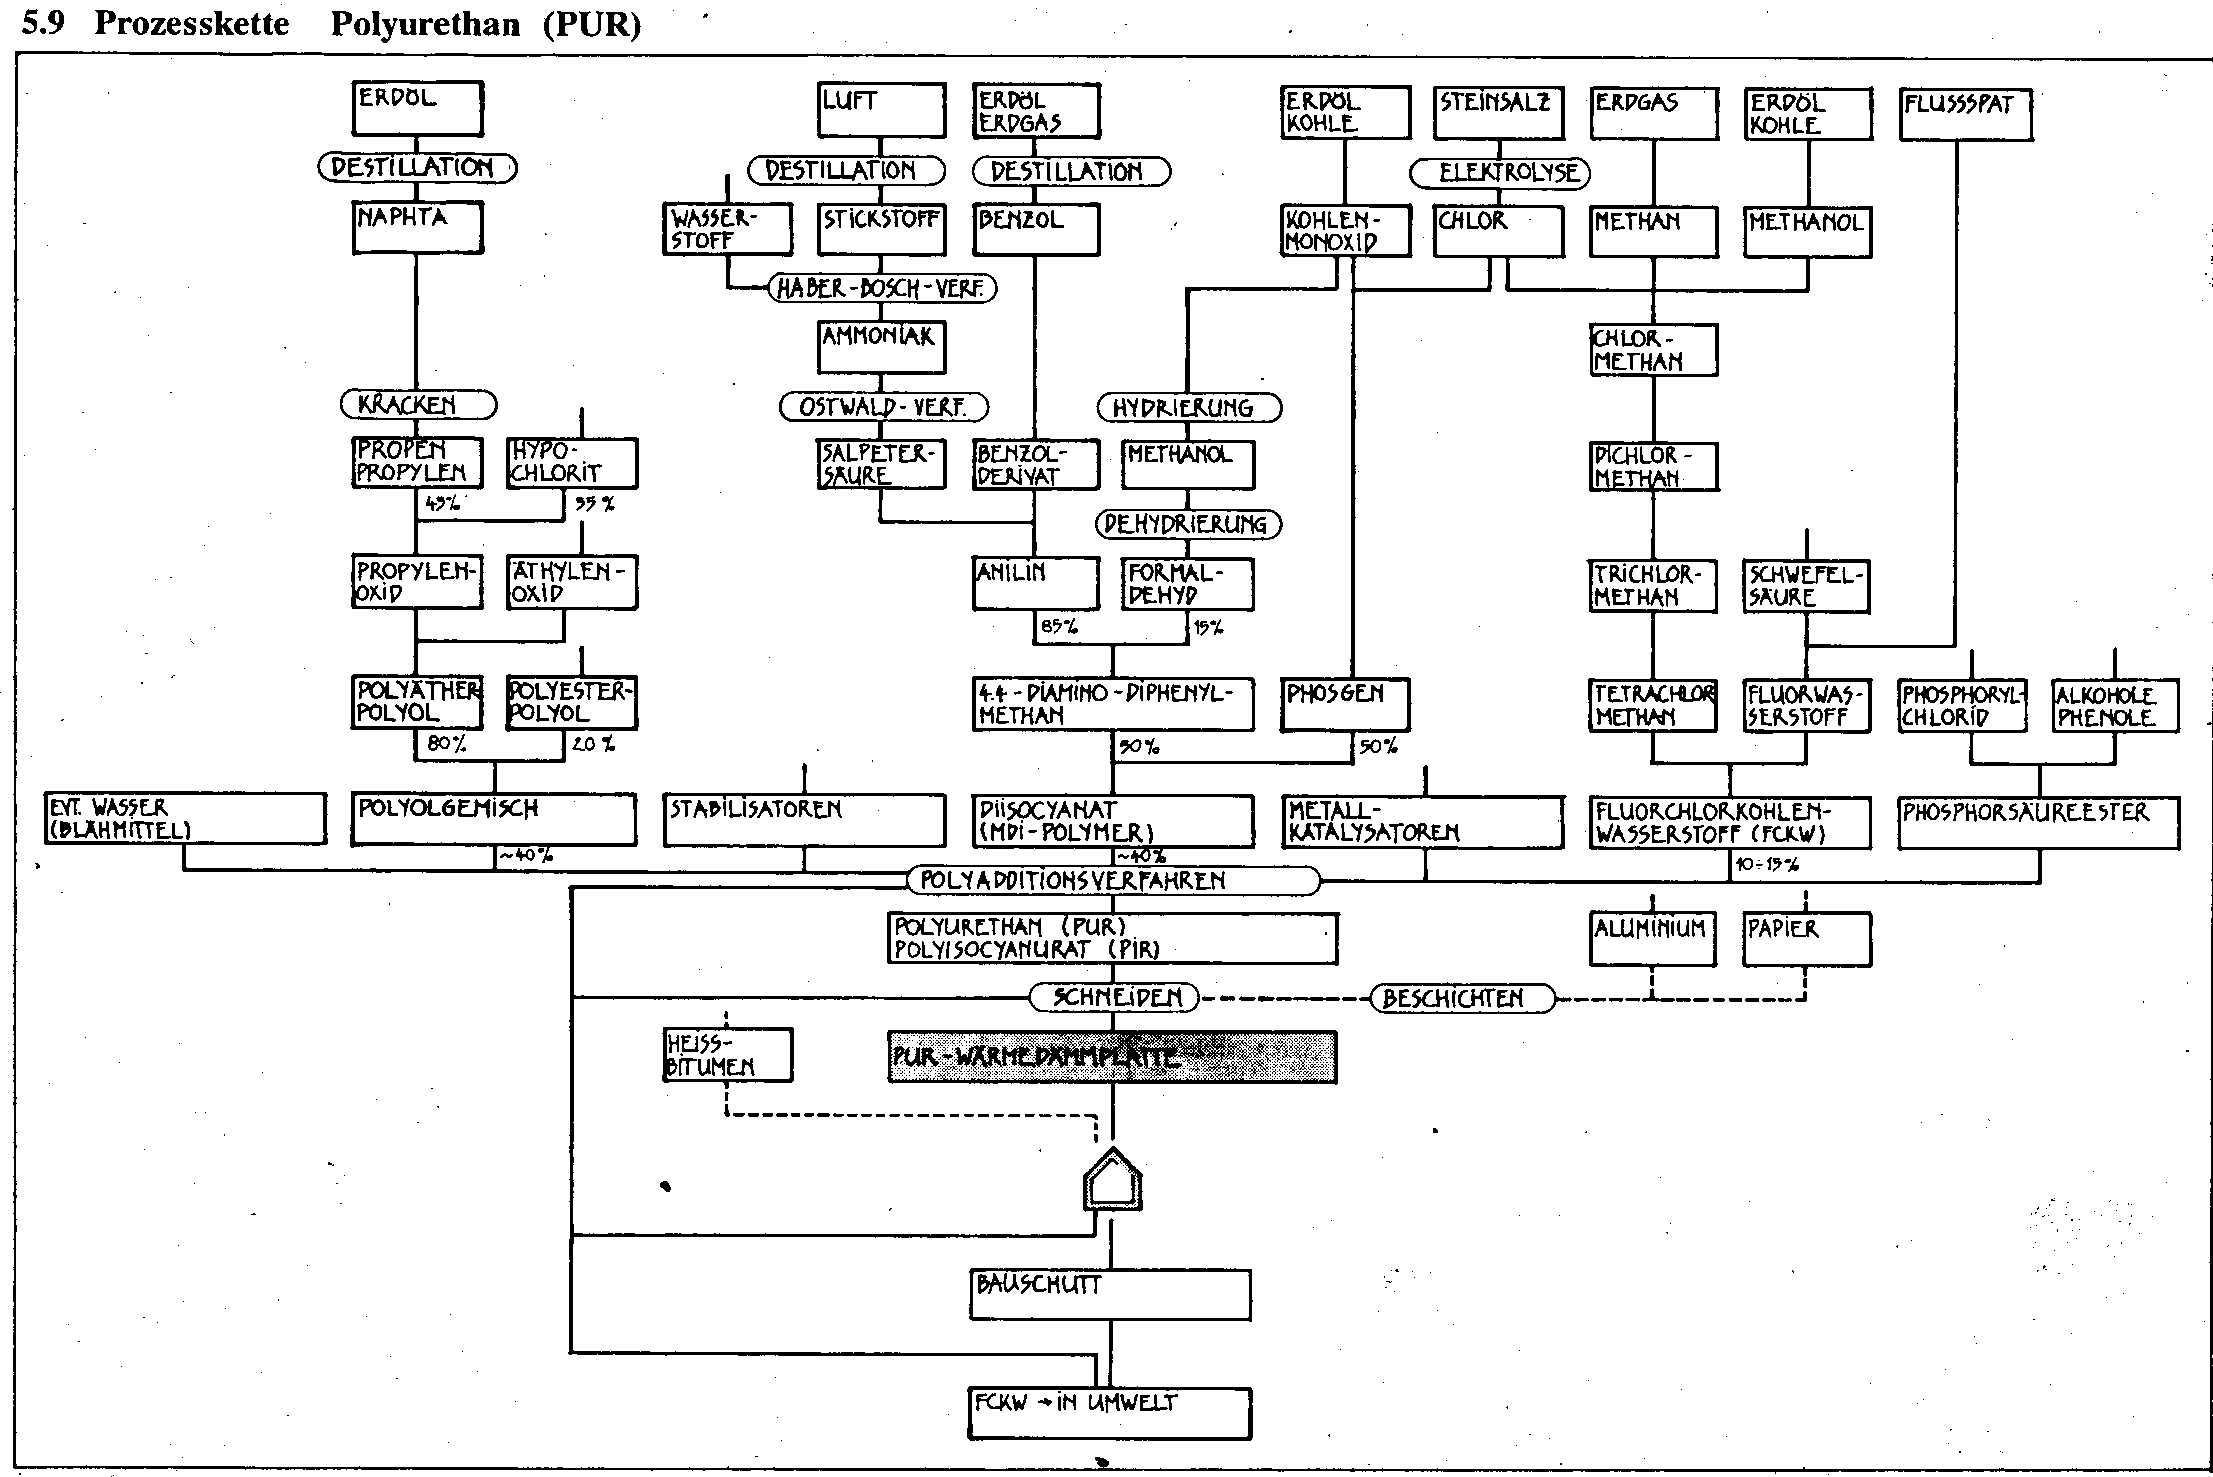 5.9 Prozesskette Polyurethan (PUR)
ERDÖL
LUFT
ERDÖL
ERDGAS
ERDÖL
KOHLE
STEINSALZ
ERDGAS
ERDÖL
KOHLE
FLUSSSPAT
DESTILLATION
DESTILLATION
DESTILLATION
ELEKTROLYSE
NAPHTA
WASSER-
STOFF
STICKSTOFF
BENZOL
KOHLEN-
MONOXID
CHLOR
METHAN
METHANOL
HABER-BOSCH-VERF.
AMMONIAK
CHLOR-
METHAN
KRACKEN
OSTWALD-VERF.
HYDRIERUNG
PROPEN
PROPYLEN
HYPO-
CHLORIT
SALPETER-
SÄURE
BENZOL-
DERIVAT
METHANOL
DICHLOR-
METHAN
45%
55%
DEHYDRIERUNG
PROPYLEN-
OXID
ÄTHYLEN-
OXID
ANILIN
FORMAL-
DEHYD
TRICHLOR-
METHAN
SCHWEFEL-
SÄURE
85%
15%
POLYÄTHER
POLYOL
POLYESTER-
POLYOL
4.4-DIAMINO-DIPHENYL-
METHAN
PHOSGEN
TETRACHLOR
METHAN
FLUORWAS-
SERSTOFF
PHOSPHORYL-
CHLORID
ALKOHOLE
PHENOLE
80%
20%
50%
50%
EVT. WASSER
(BLÄHMITTEL)
POLYOLGEMISCH
STABILISATOREN
DIISOCYANAT
(MDI-POLYMER)
METALL-
KATALYSATOREN
FLUORCHLORKOHLEN-
WASSERSTOFF (FCKW)
PHOSPHORSÄUREESTER
~40%
~40%
10÷15%
POLYADDITIONSVERFAHREN
POLYURETHAN (PUR)
POLYISOCYANURAT (PIR)
ALUMINIUM
PAPIER
SCHNEIDEN
BESCHICHTEN
HEISS-
BITUMEN
PUR-WÄRMEDÄMMPLATTE
BAUSCHUTT
FCKW → IN UMWELT